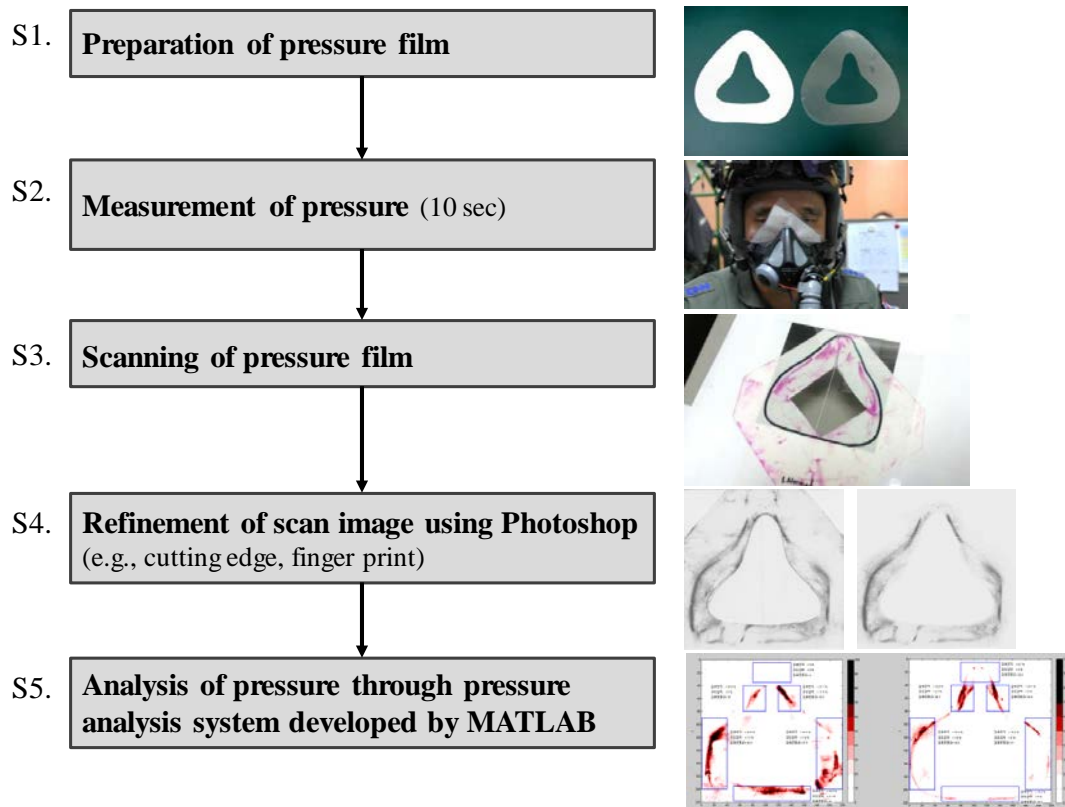 S1.
Preparation of pressure film
S2.
Measurement of pressure (10 sec)
S3.
Scanning of pressure film
S4.
Refinement of scan image using Photoshop
(e.g., cutting edge, finger print)
S5.
Analysis of pressure through pressure
analysis system developed by MATLAB